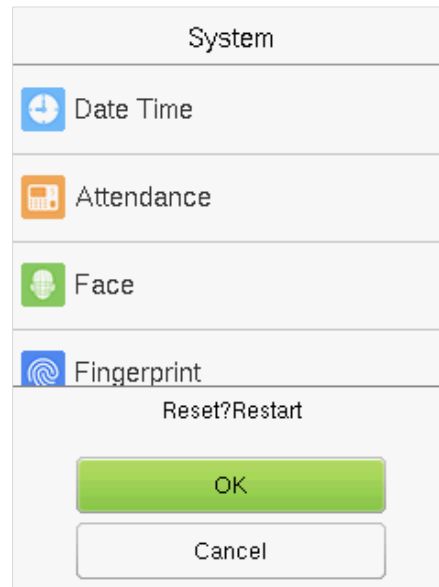 System
Date Time
Attendance
Face
Fingerprint
Reset?Restart
OK
Cancel